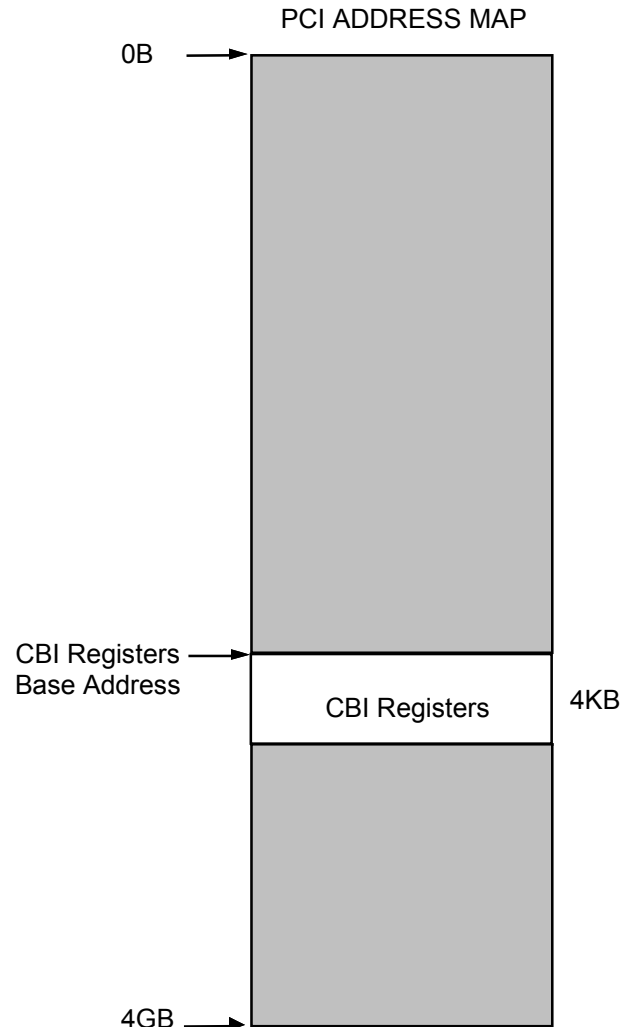 PCI ADDRESS MAP
0B
CBI Registers
Base Address
CBI Registers
4KB
4GB